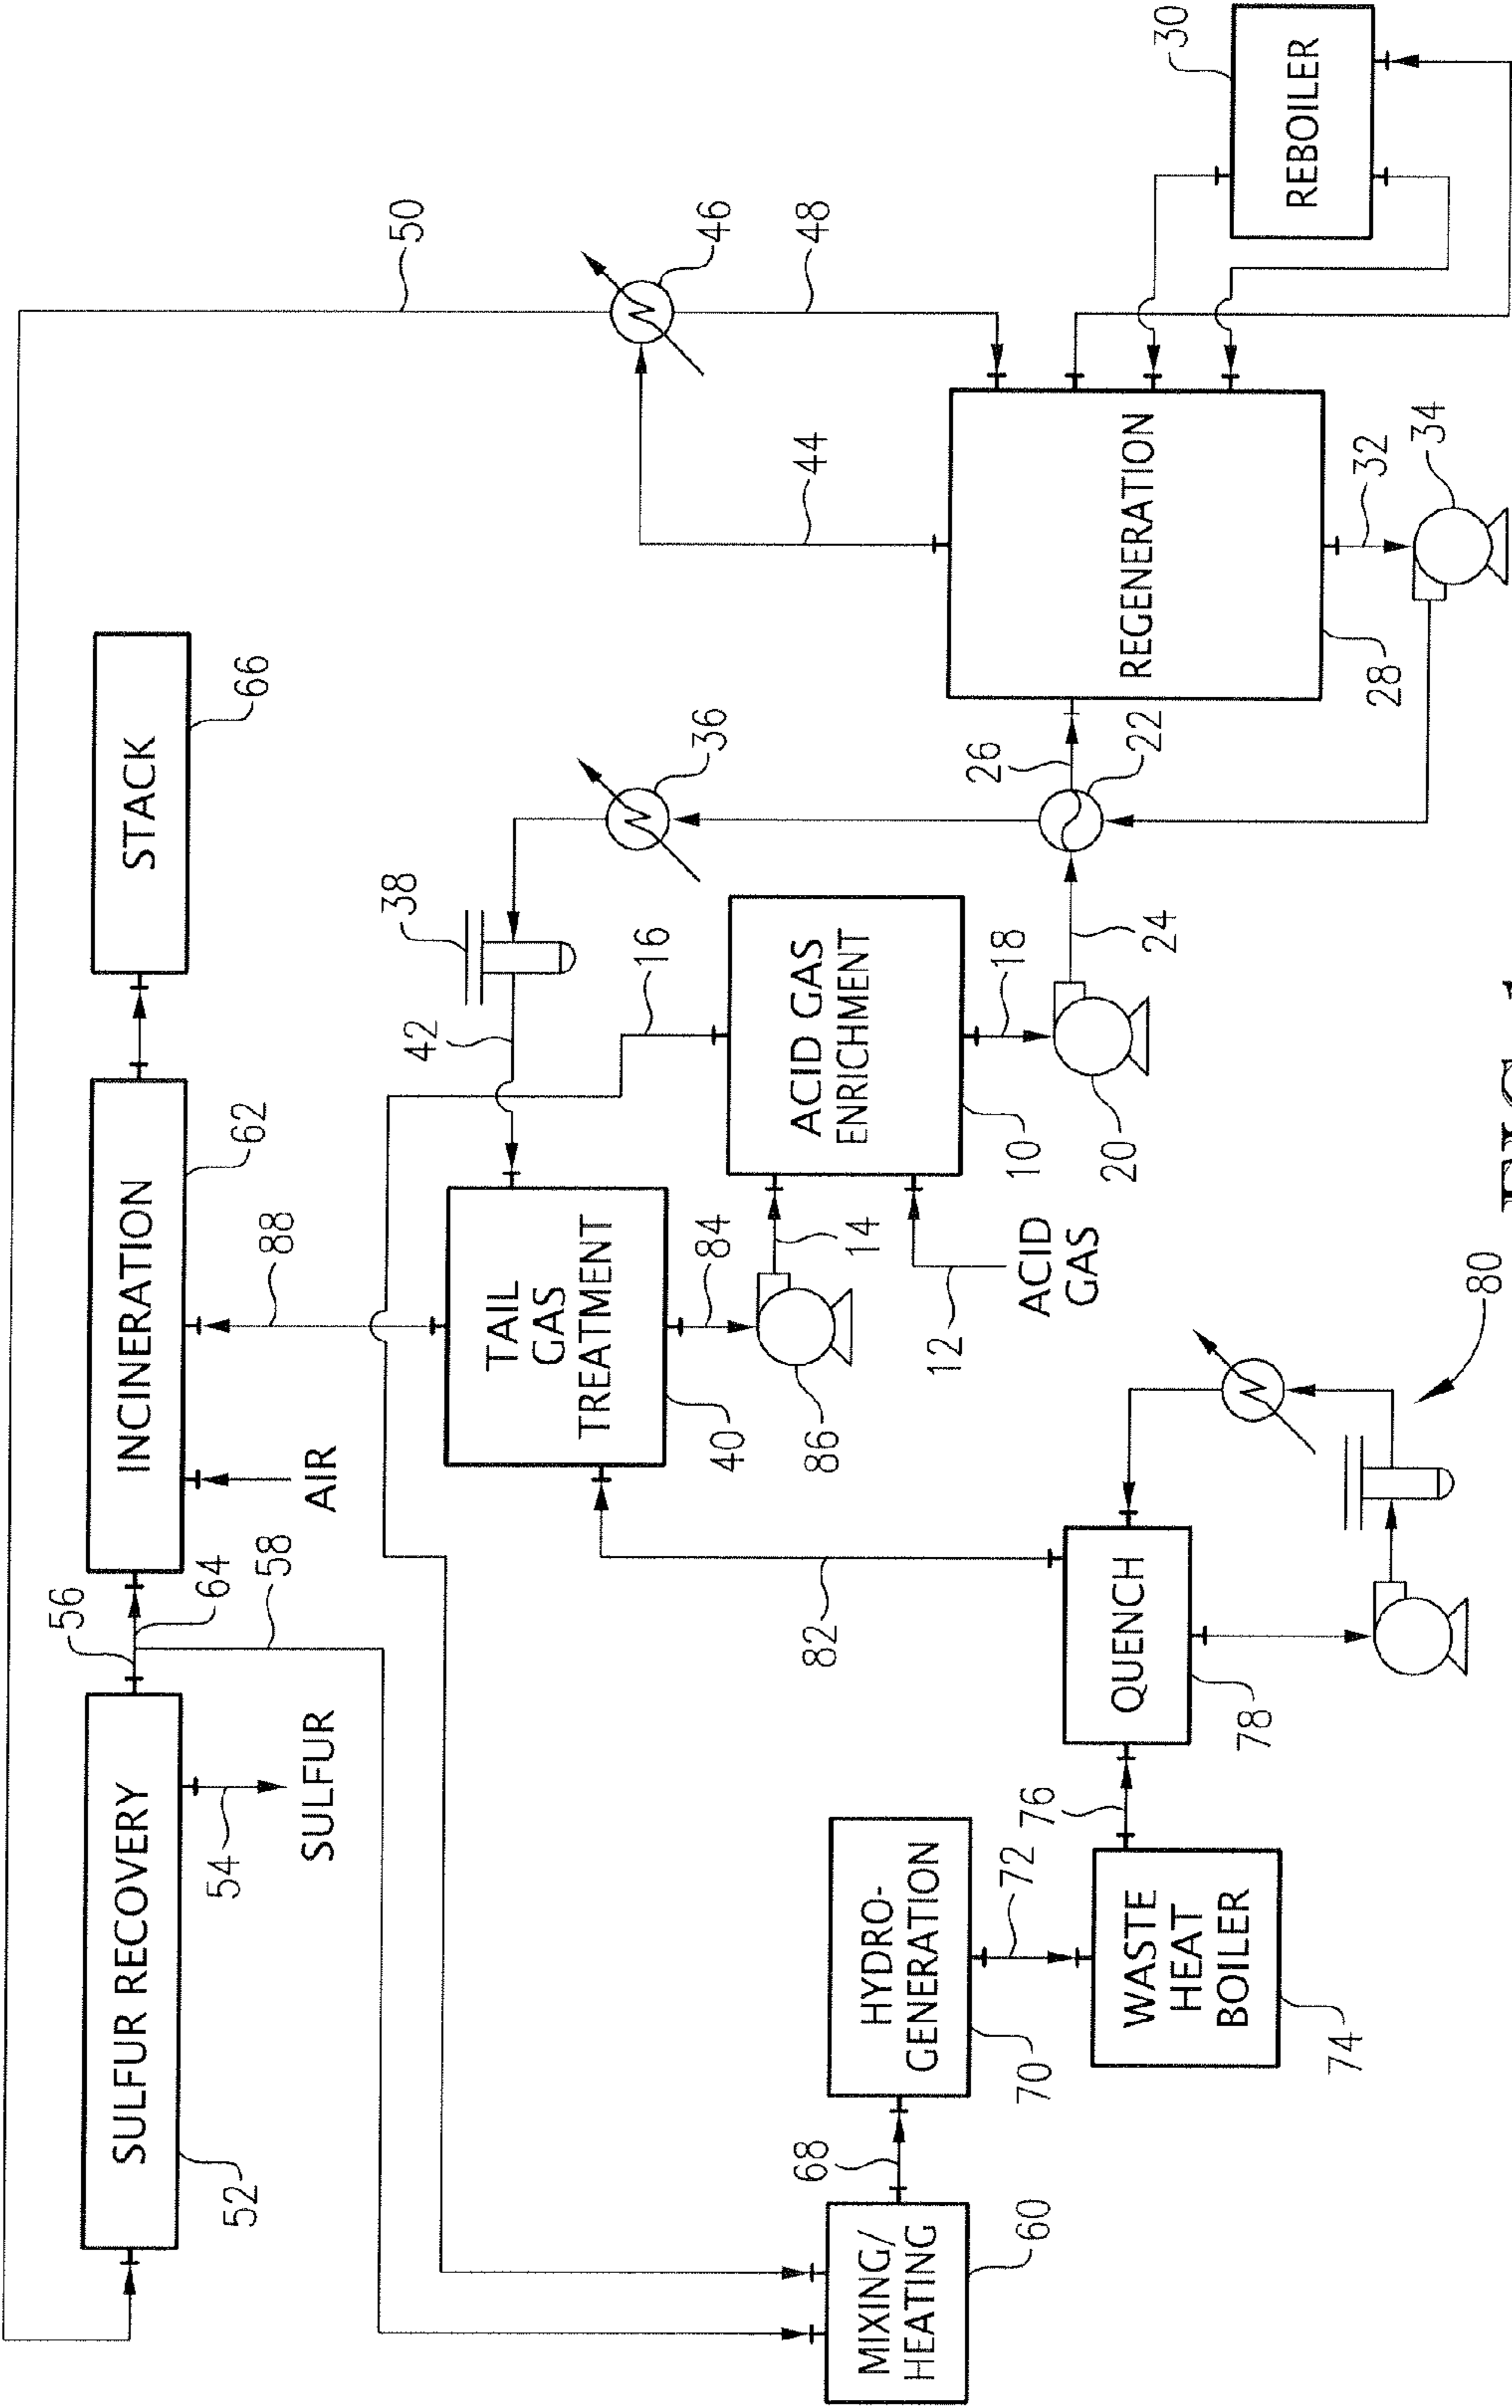 50
STACK
66
SULFUR RECOVERY
52
54
SULFUR
56
64
58
INCINERATION
62
AIR
88
38
42
36
46
48
44
16
TAIL
GAS
TREATMENT
40
84
86
14
12
ACID
GAS
ACID GAS
ENRICHMENT
10
18
20
24
26
22
REGENERATION
28
32
34
30
REBOILER
MIXING/
HEATING
60
68
HYDRO-
GENERATION
70
72
WASTE
HEAT
BOILER
74
76
QUENCH
78
82
80